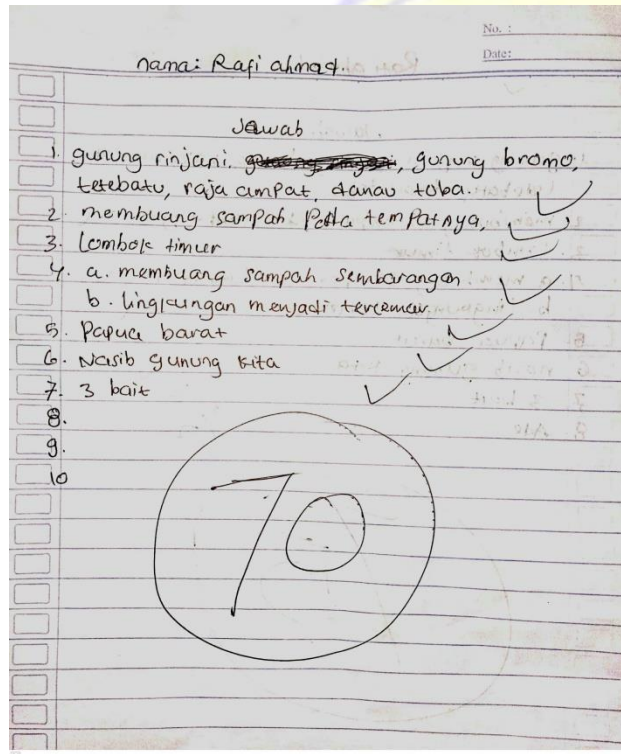 No. :
Date:
nama: Rafi ahmad.
Jawab
1. gunung rinjani, gunung bromo,
tetebatu, raja ampat, danau toba.
2. membuang sampah Pada tempatnya,
3. Lombok timur
4. a. membuang sampah sembarangan
b. lingkungan menjadi tercemar
5. Papua barat
6. Nasib gunung kita
7. 3 bait
8.
9.
10
70